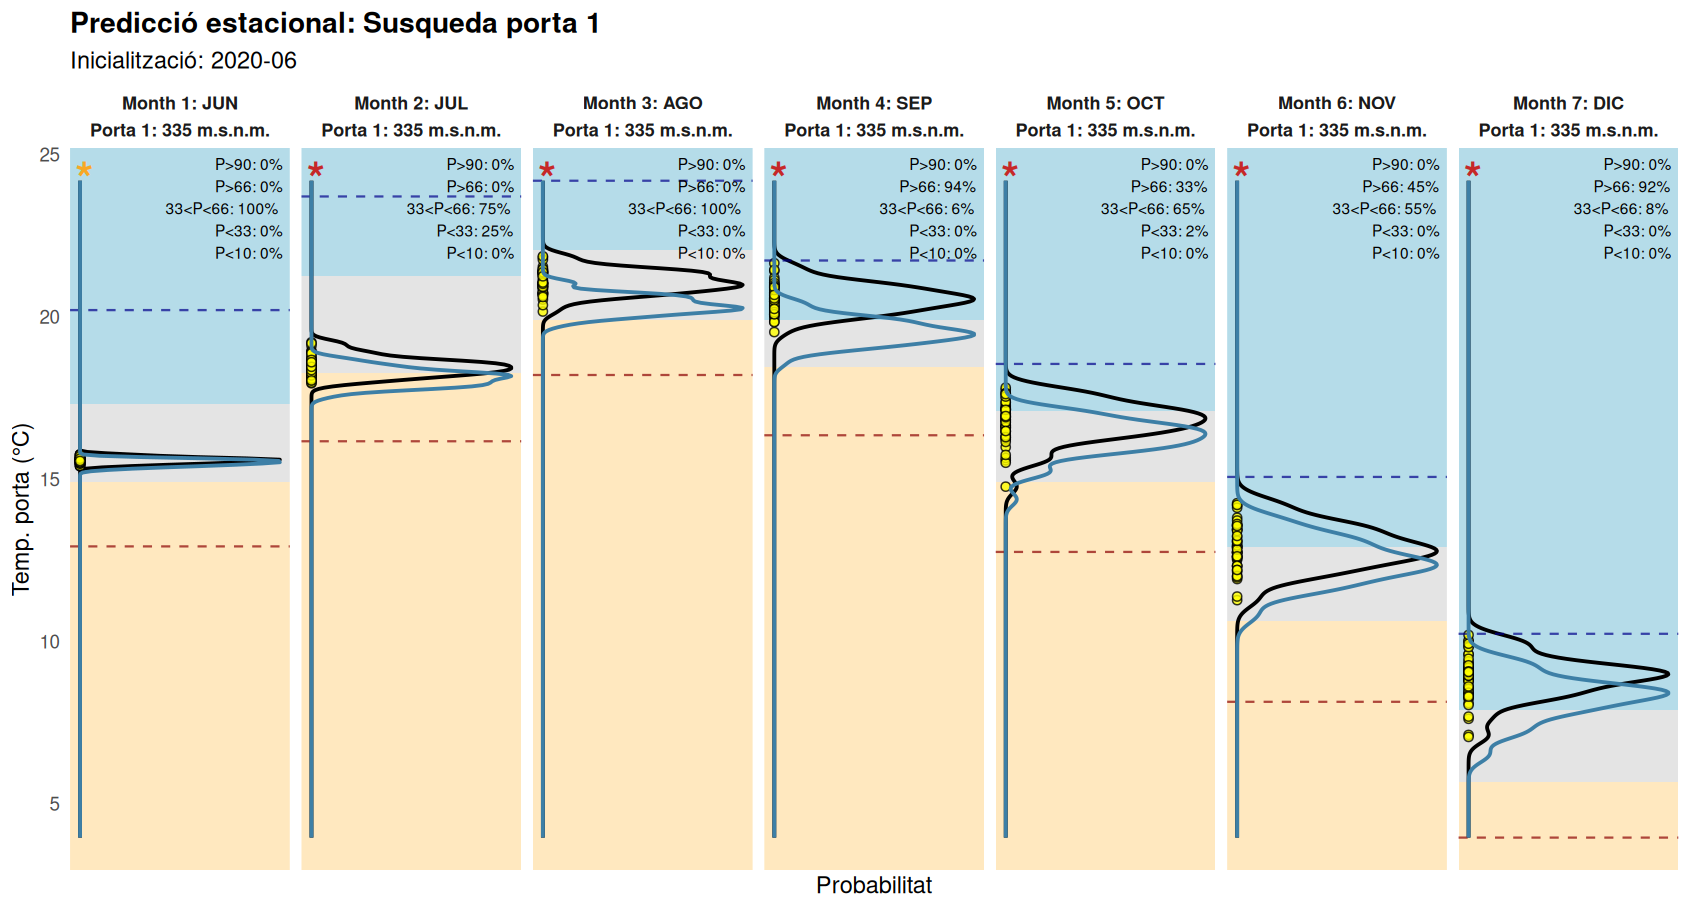 Predicció estacional: Susqueda porta 1
Inicialització: 2020-06
Month 1: JUN
Porta 1: 335 m.s.n.m.
Month 2: JUL
Porta 1: 335 m.s.n.m.
Month 3: AGO
Porta 1: 335 m.s.n.m.
Month 4: SEP
Porta 1: 335 m.s.n.m.
Month 5: OCT
Porta 1: 335 m.s.n.m.
Month 6: NOV
Porta 1: 335 m.s.n.m.
Month 7: DIC
Porta 1: 335 m.s.n.m.
Temp. porta (°C)
25
20
15
10
5
*
P>90: 0%
P>66: 0%
33<P<66: 100%
P<33: 0%
P<10: 0%
*
P>90: 0%
P>66: 0%
33<P<66: 75%
P<33: 25%
P<10: 0%
*
P>90: 0%
P>66: 0%
33<P<66: 100%
P<33: 0%
P<10: 0%
*
P>90: 0%
P>66: 94%
33<P<66: 6%
P<33: 0%
P<10: 0%
*
P>90: 0%
P>66: 33%
33<P<66: 65%
P<33: 2%
P<10: 0%
*
P>90: 0%
P>66: 45%
33<P<66: 55%
P<33: 0%
P<10: 0%
*
P>90: 0%
P>66: 92%
33<P<66: 8%
P<33: 0%
P<10: 0%
Probabilitat